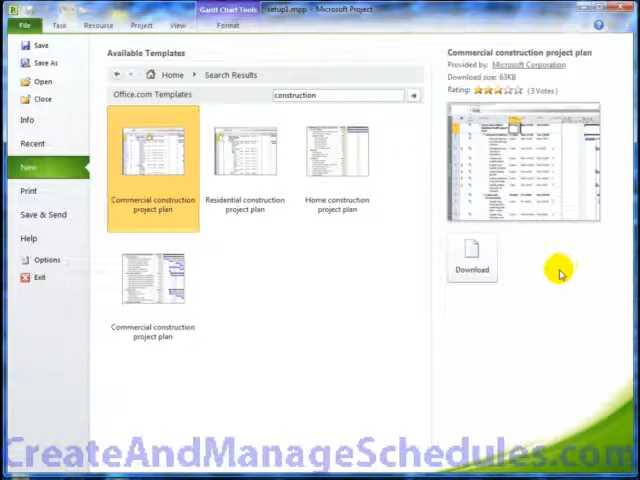 Gantt Chart Tools
setup1.mpp - Microsoft Project
File
Task
Resource
Project
View
Format
Save
Save As
Open
Close
Info
Recent
New
Print
Save & Send
Help
Options
Exit
Available Templates
Home
Search Results
Office.com Templates
construction
Commercial construction
project plan
Residential construction
project plan
Home construction
project plan
Commercial construction
project plan
Commercial construction project plan
Provided by: Microsoft Corporation
Download size: 63KB
Rating:
(3 Votes)
Download
CreateAndManageSchedules.com